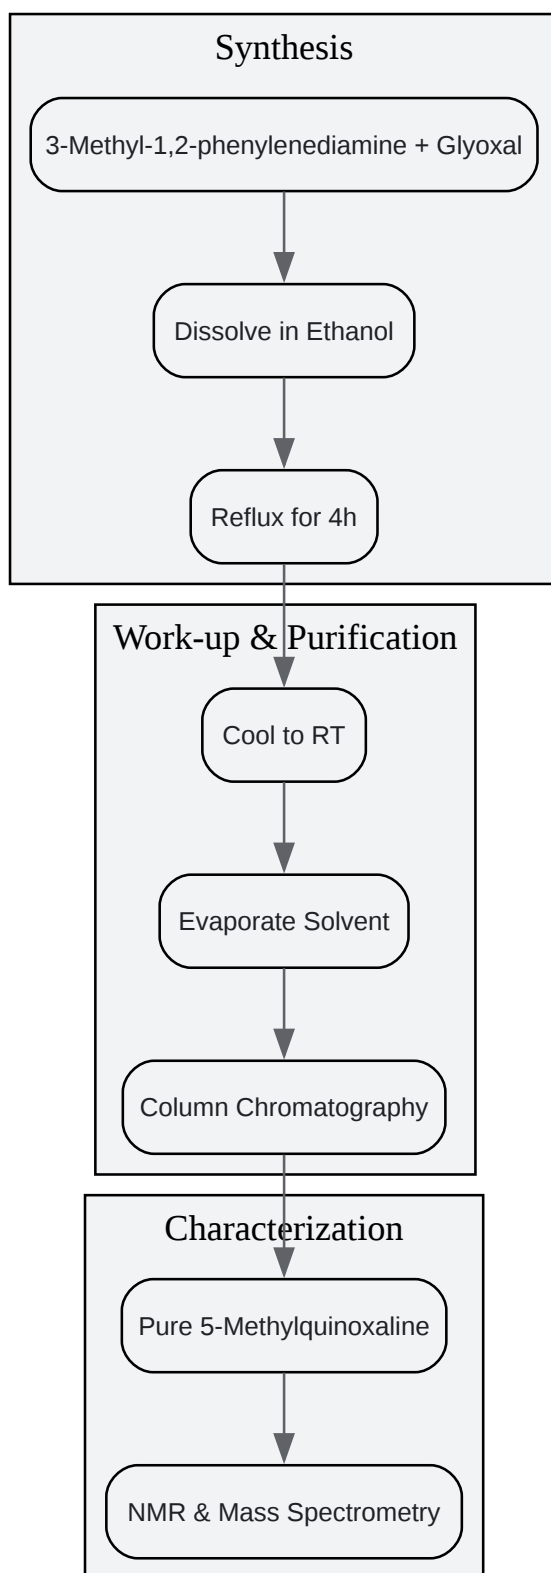 Synthesis
3-Methyl-1,2-phenylenediamine + Glyoxal
Dissolve in Ethanol
Reflux for 4h
Work-up & Purification
Cool to RT
Evaporate Solvent
Column Chromatography
Characterization
Pure 5-Methylquinoxaline
NMR & Mass Spectrometry